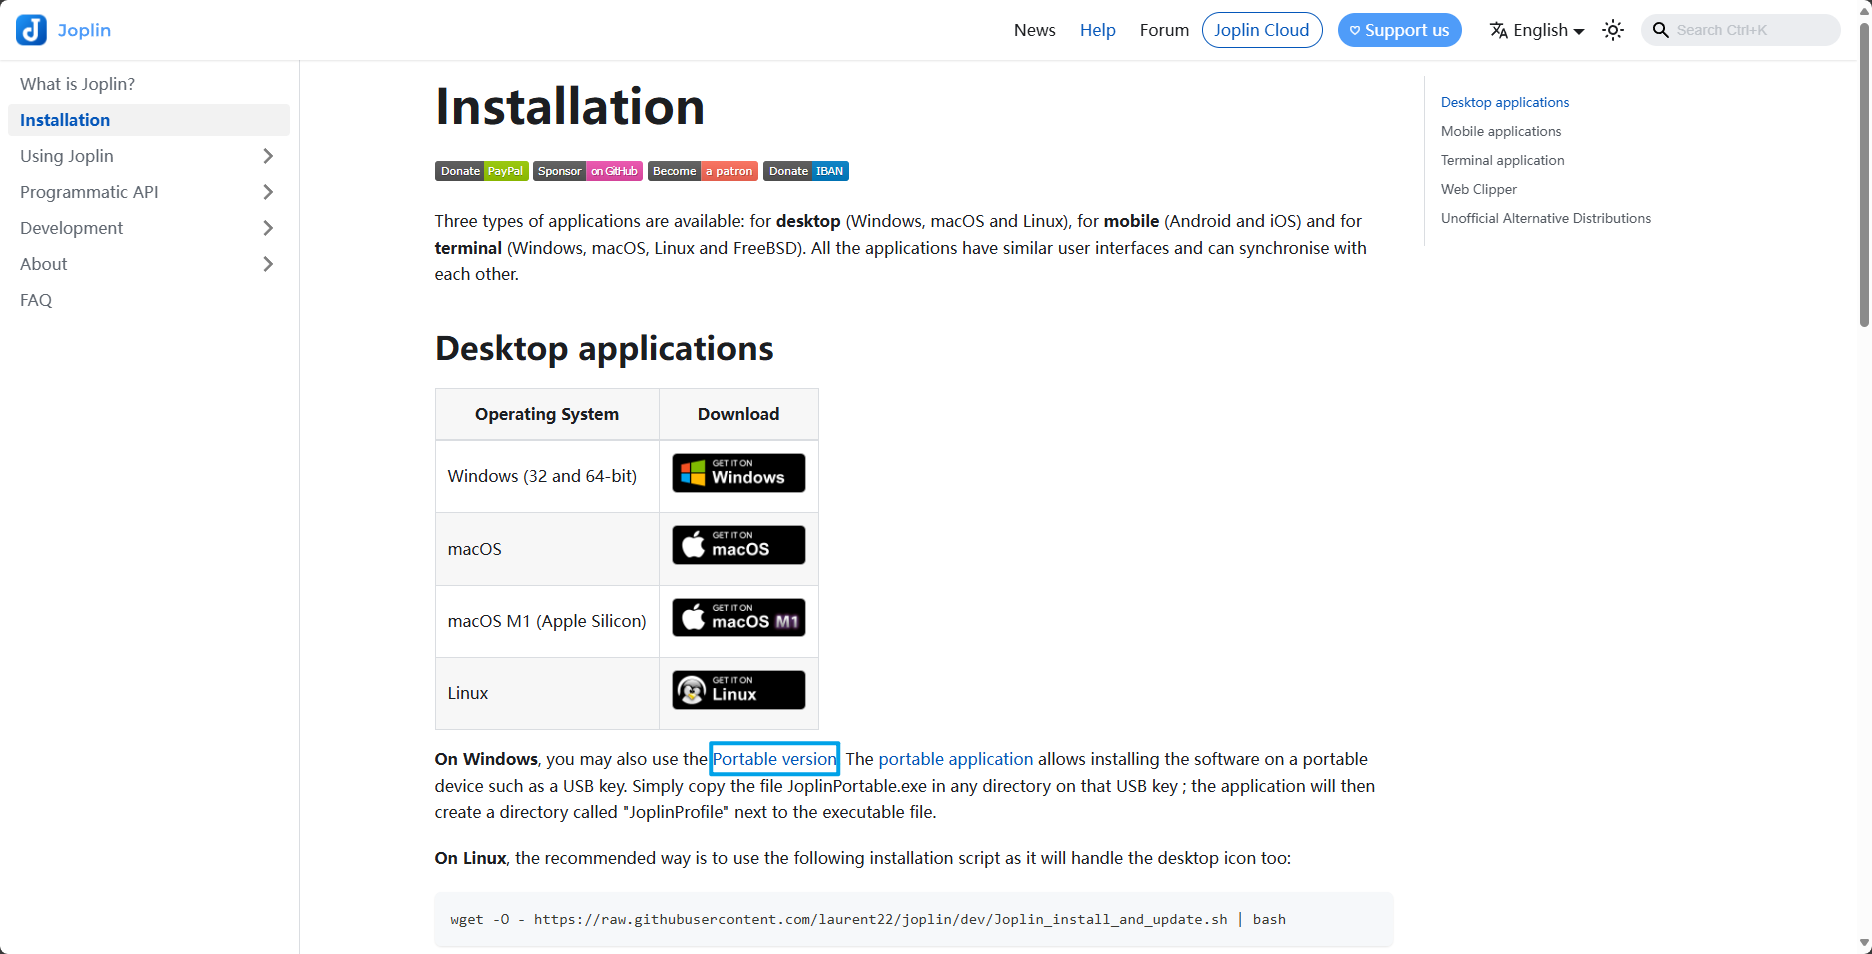 Joplin
News
Help
Forum
Joplin Cloud
Support us
English
Search Ctrl+K
What is Joplin?
Installation
Using Joplin
Programmatic API
Development
About
FAQ
Installation
Donate PayPal
Sponsor on GitHub
Become a patron
Donate IBAN
Three types of applications are available: for desktop (Windows, macOS and Linux), for mobile (Android and iOS) and for
terminal (Windows, macOS, Linux and FreeBSD). All the applications have similar user interfaces and can synchronise with
each other.
Desktop applications
Operating System Download
Windows (32 and 64-bit) GET IT ON Windows
macOS GET IT ON macOS
macOS M1 (Apple Silicon) GET IT ON macOS M1
Linux GET IT ON Linux
On Windows, you may also use the Portable version The portable application allows installing the software on a portable
device such as a USB key. Simply copy the file JoplinPortable.exe in any directory on that USB key ; the application will then
create a directory called "JoplinProfile" next to the executable file.
On Linux, the recommended way is to use the following installation script as it will handle the desktop icon too:
wget -O - https://raw.githubusercontent.com/laurent22/joplin/dev/Joplin_install_and_update.sh | bash
Desktop applications
Mobile applications
Terminal application
Web Clipper
Unofficial Alternative Distributions